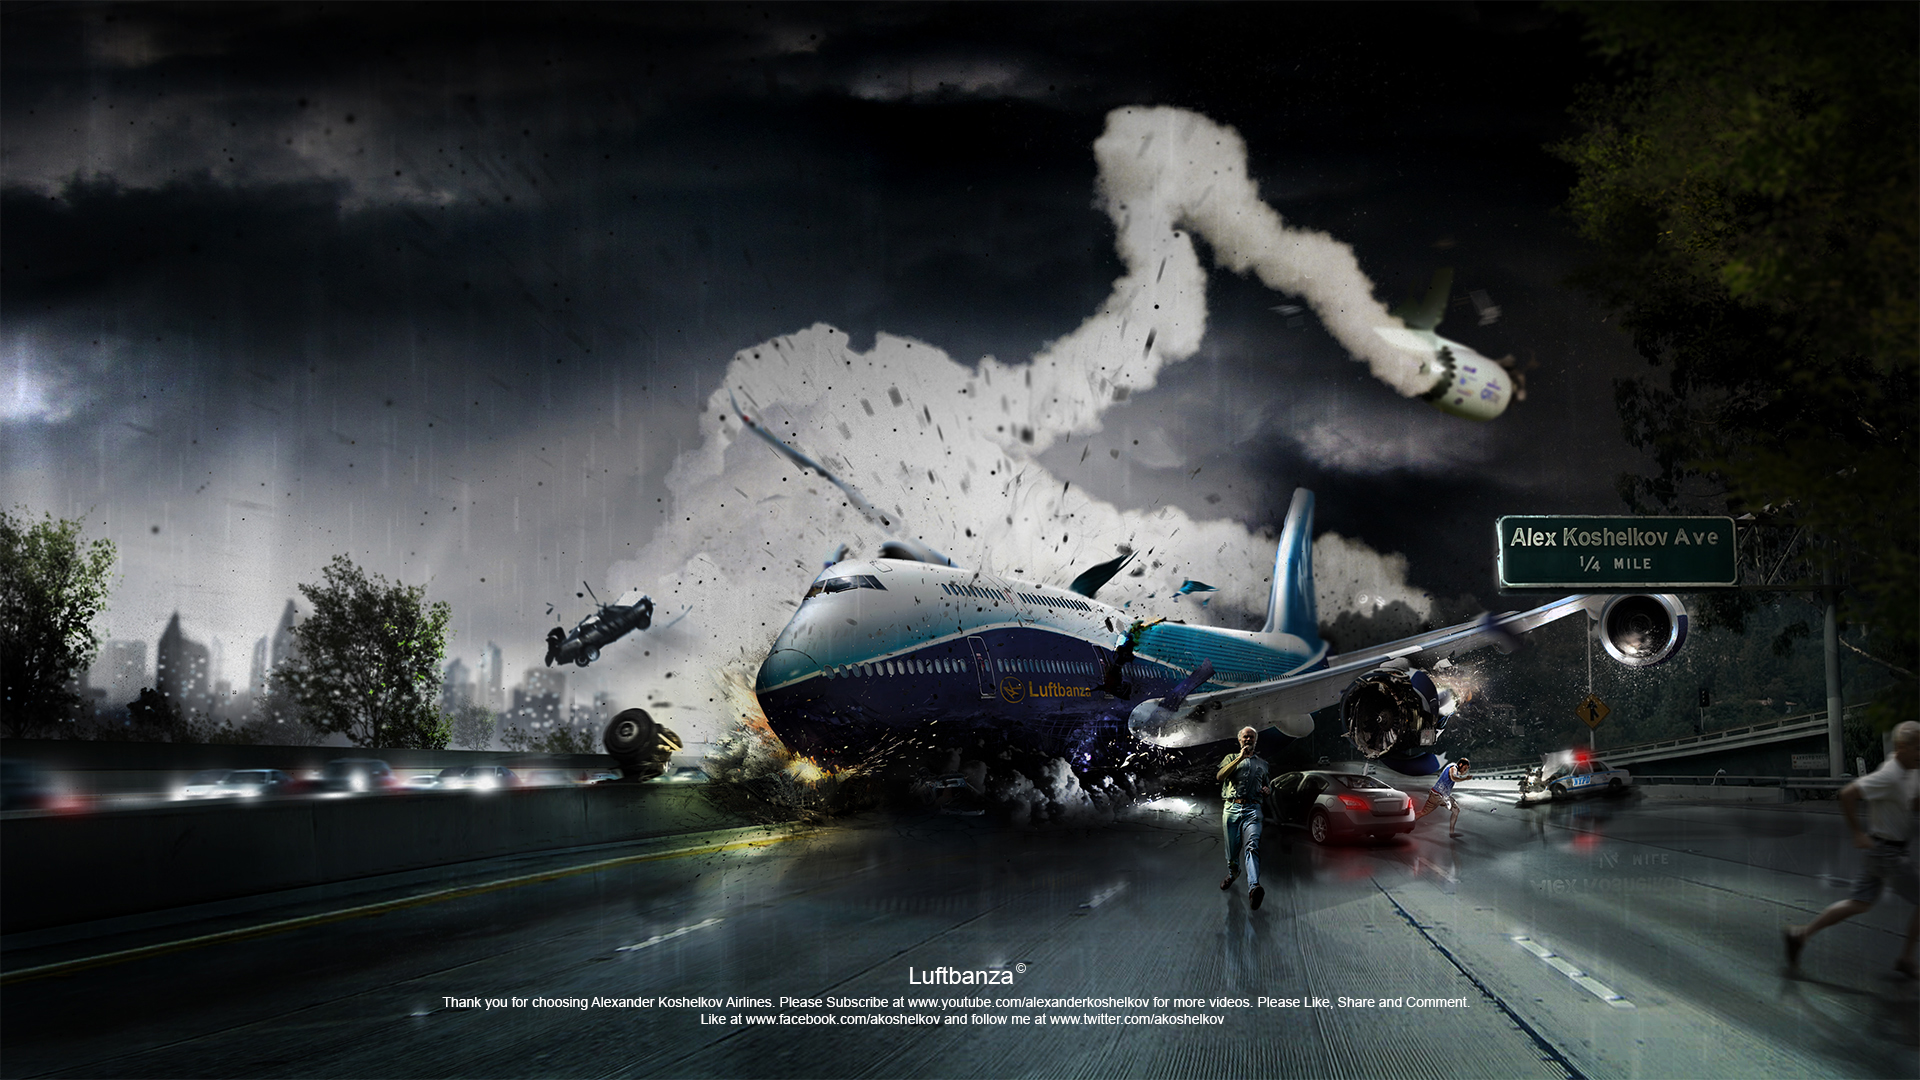 Alex Koshelkov Ave
1/4 MILE
Luftbanza
Luftbanza©
Thank you for choosing Alexander Koshelkov Airlines. Please Subscribe at www.youtube.com/alexanderkoshelkov for more videos. Please Like, Share and Comment.
Like at www.facebook.com/akoshelkov and follow me at www.twitter.com/akoshelkov